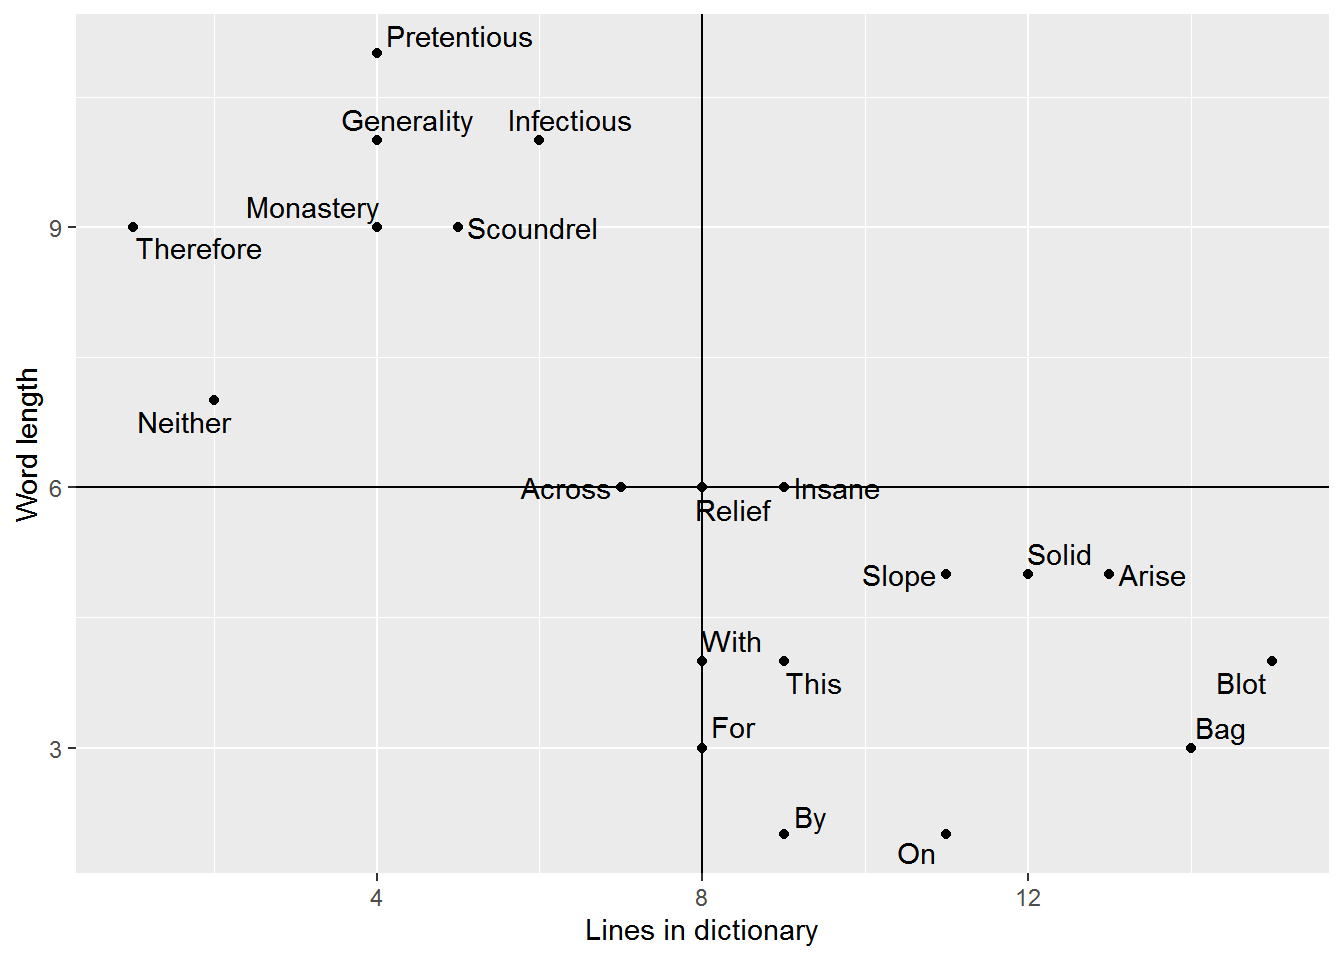 Pretentious
Generality
Infectious
Monastery
9
Scoundrel
Therefore
Word length
Neither
6
Across
Insane
Relief
Solid
Slope
Arise
With
This
Blot
For
Bag
3
By
On
4
8
12
Lines in dictionary